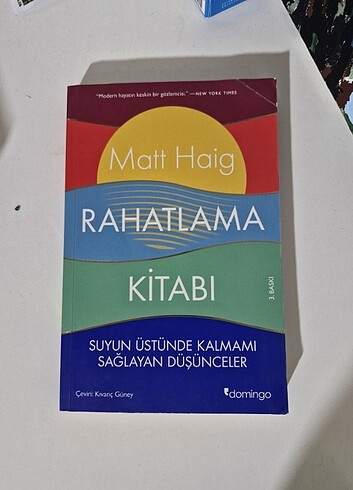 "Modern hayatın keskin bir gözlemcisi." —NEW YORK TIMES
Matt Haig
RAHATLAMA
KİTABI
3. BASKI
SUYUN ÜSTÜNDE KALMAMI
SAĞLAYAN DÜŞÜNCELER
Çeviri: Kıvanç Güney
domingo